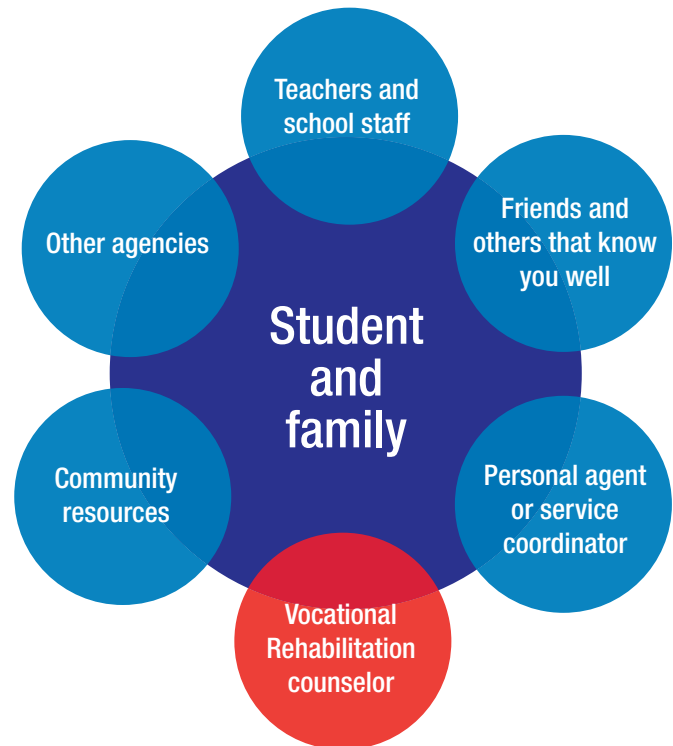 Teachers and
school staff
Other agencies
Friends and
others that know
you well
Student
and
family
Community
resources
Personal agent
or service
coordinator
Vocational
Rehabilitation
counselor